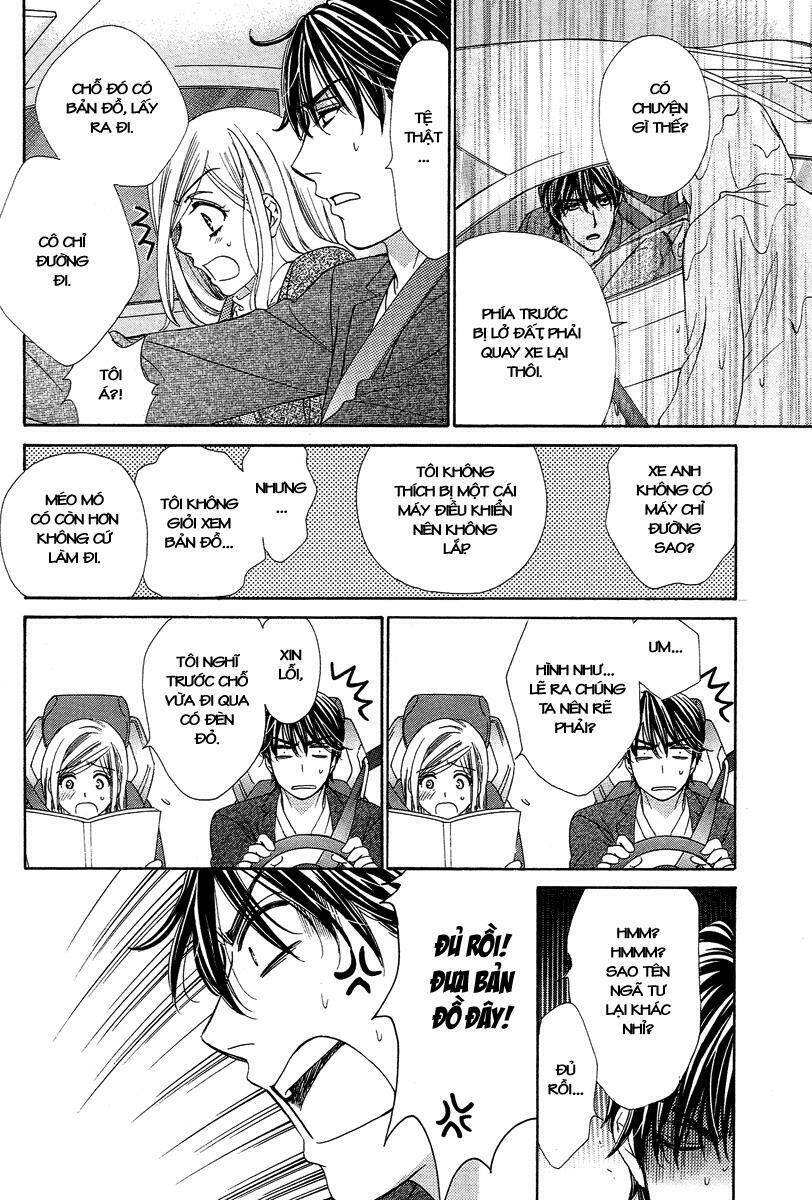 CÓ
CHUYỆN
GÌ THẾ?
PHÍA TRƯỚC
BỊ LỞ ĐẤT, PHẢI
QUAY XE LẠI
THÔI.
TỆ
THẬT
...
CHỖ ĐÓ CÓ
BẢN ĐỒ, LẤY
RA ĐI.
CÔ CHỈ
ĐƯỜNG
ĐI.
TÔI
Á?!
XE ANH
KHÔNG CÓ
MÁY CHỈ
ĐƯỜNG
SAO?
TÔI KHÔNG
THÍCH BỊ MỘT CÁI
MÁY ĐIỀU KHIỂN
NÊN KHÔNG
LẮP.
NHƯNG
...
TÔI KHÔNG
GIỎI XEM
BẢN ĐỒ...
MÉO MÓ
CÓ CÒN HƠN
KHÔNG CỨ
LÀM ĐI.
ƯM...
HÌNH NHƯ...
LẼ RA CHÚNG
TA NÊN RẼ
PHẢI?
XIN
LỖI,
TÔI NGHĨ
TRƯỚC CHỖ
VỪA ĐI QUA
CÓ ĐÈN
ĐỎ.
HMM?
HMMM?
SAO TÊN
NGÃ TƯ
LẠI KHÁC
NHỈ?
ĐỦ
RỒI...
ĐỦ RỒI!
ĐƯA BẢN
ĐỒ ĐÂY!